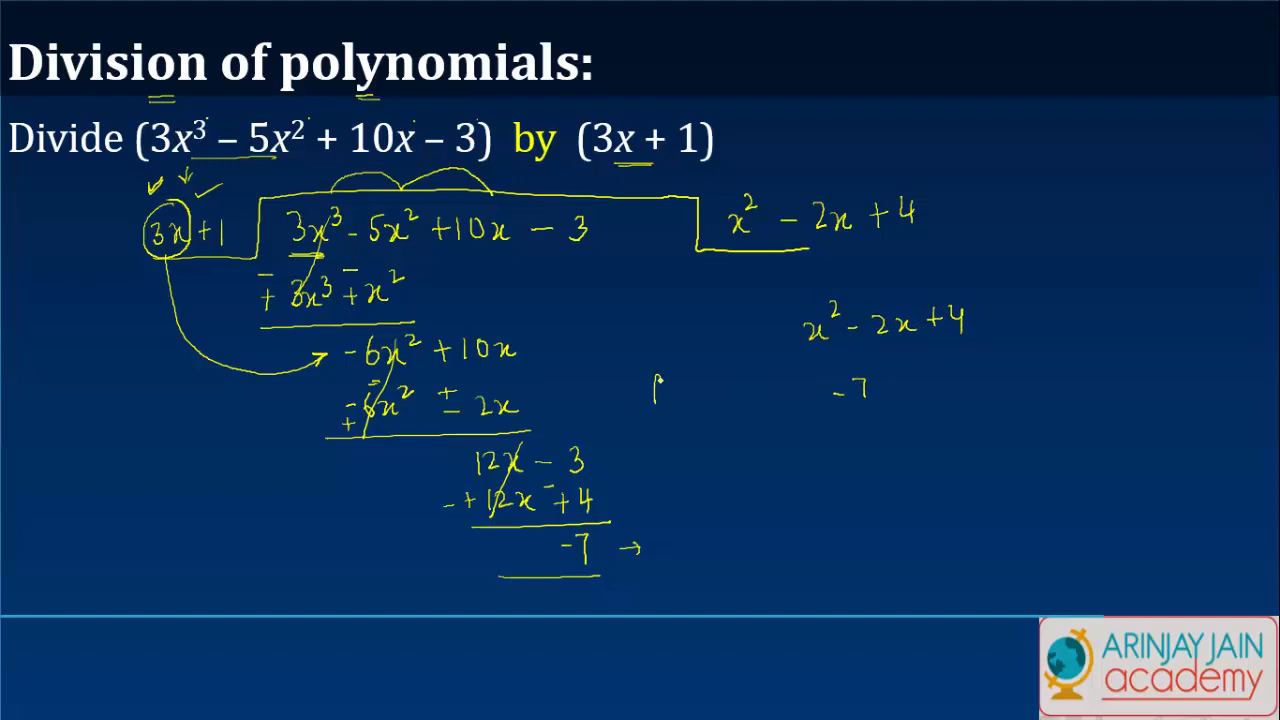 Division of polynomials:
Divide (3x³ – 5x² + 10x – 3) by (3x + 1)
3x + 1 3x³ - 5x² + 10x - 3 x² - 2x + 4
- + 3x³ - + x²
x² - 2x + 4
-6x² + 10x
-7
-6x² - 2x
+ +
12x - 3
- + 12x - + 4
-7 →
ARINJAY JAIN
academy